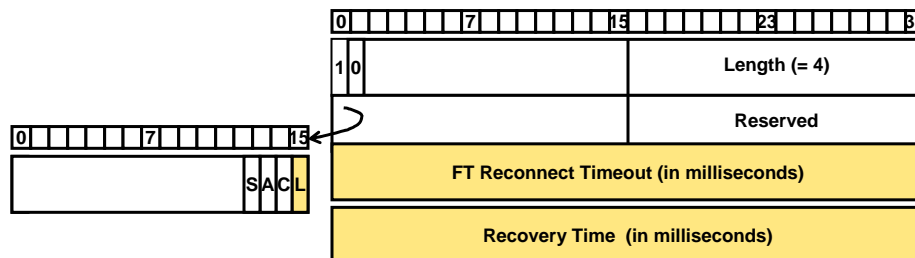 0 7 15 23 3
1 0 Length (= 4)
Reserved
0 7 15
S A C L
FT Reconnect Timeout (in milliseconds)
Recovery Time (in milliseconds)